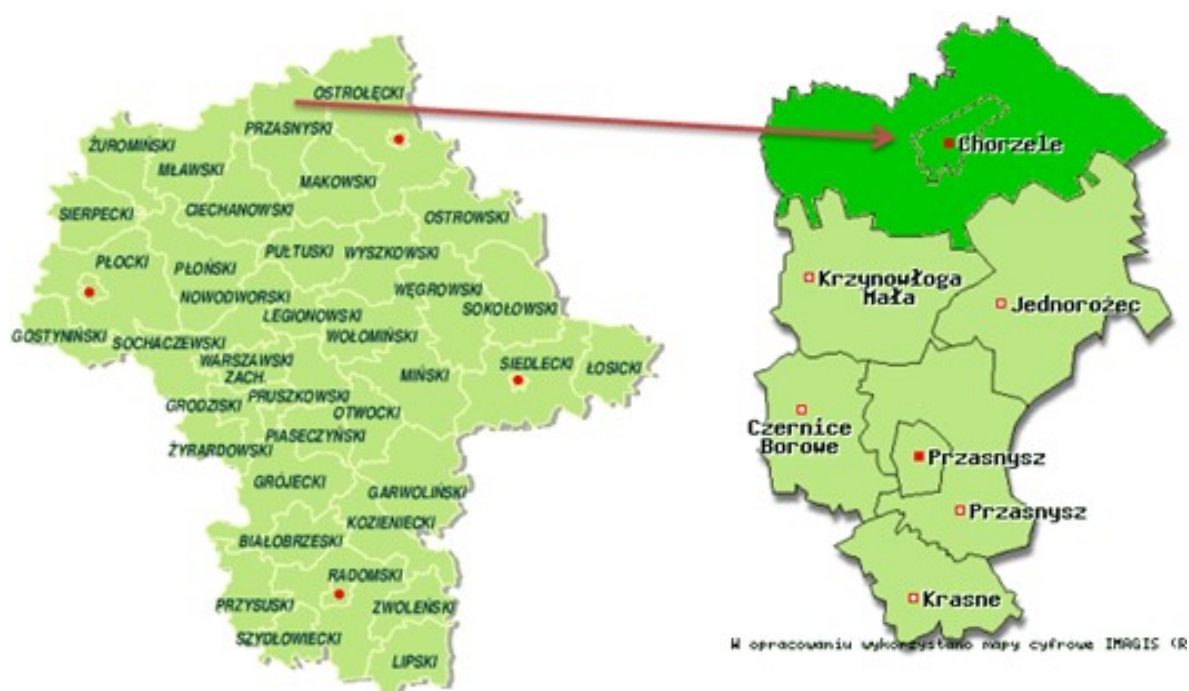 OSTROŁĘCKI
PRZASNYSKI
ŻUROMIŃSKI
MŁAWSKI
MAKOWSKI
CIECHANOWSKI
SIERPECKI
OSTROWSKI
PŁOCKI
PŁOŃSKI
PUŁTUSKI
WYSZKOWSKI
NOWODWORSKI
WĘGROWSKI
SOKOŁOWSKI
LEGIONOWSKI
GOSTYNIŃSKI
SOCHACZEWSKI
WOŁOMIŃSKI
WARSZAWSKI
ZACH.
MIŃSKI
SIEDLECKI
ŁOSICKI
GRODZISKI
PRUSZKOWSKI
OTWOCKI
PIASECZYŃSKI
ŻYRARDOWSKI
GRÓJECKI
GARWOLIŃSKI
KOZIENICKI
BIAŁOBRZESKI
RADOMSKI
PRZYSUSKI
ZWOLEŃSKI
SZYDŁOWIECKI
LIPSKI
Chorzele
Krzynowłoga
Mała
Jednorożec
Czernice
Borowe
Przasnysz
Przasnysz
Krasne
W opracowaniu wykorzystano mapy cyfrowe IMAGIS (R